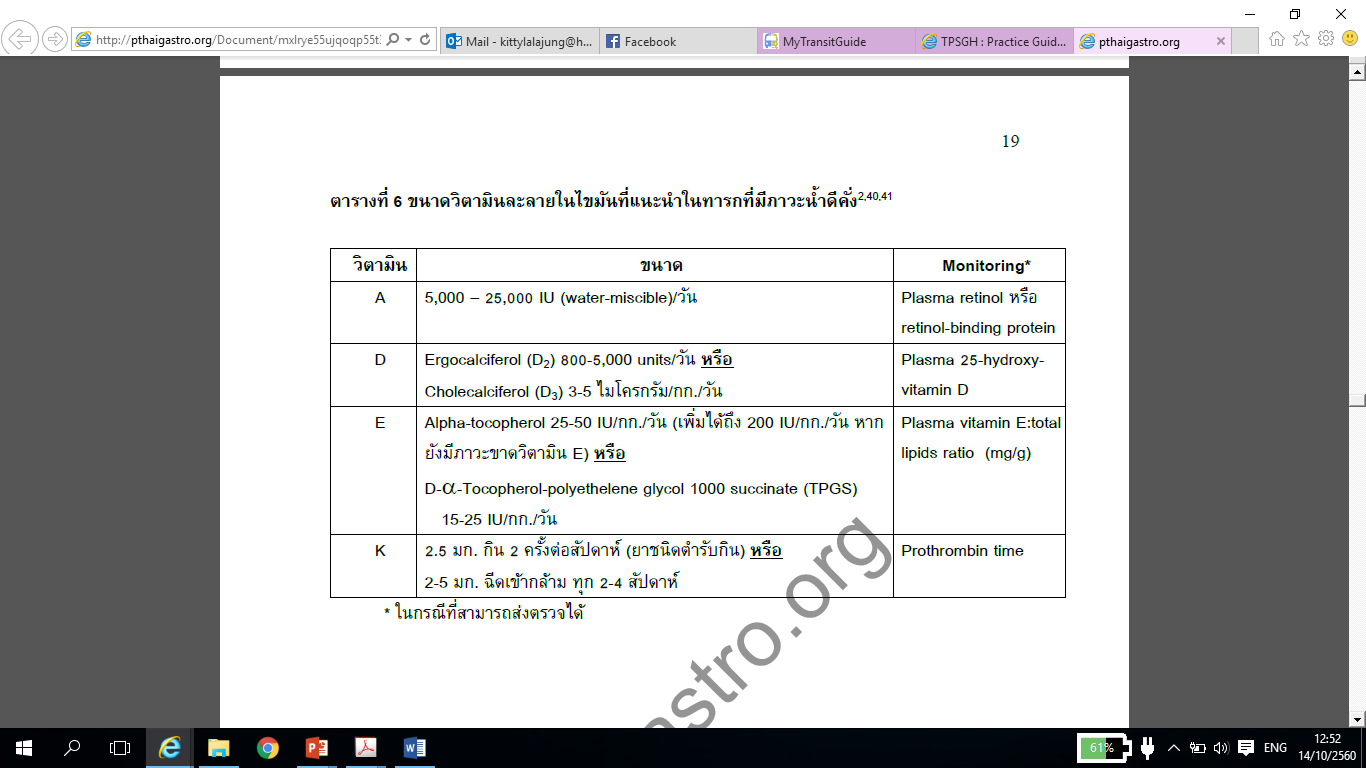 http://pthaigastro.org/Document/mxlrye55ujqoqp55t:
Mail - kittylalajung@h...
Facebook
MyTransitGuide
TPSGH : Practice Guid...
pthaigastro.org
19
ตารางที่ 6 ขนาดวิตามินละลายในไขมันที่แนะนำในทารกที่มีภาวะน้ำดีคั่ง2,40,41
วิตามิน ขนาด Monitoring*
A 5,000 – 25,000 IU (water-miscible)/วัน Plasma retinol หรือ
retinol-binding protein
D Ergocalciferol (D2) 800-5,000 units/วัน หรือ Plasma 25-hydroxy-
Cholecalciferol (D3) 3-5 ไมโครกรัม/กก./วัน vitamin D
E Alpha-tocopherol 25-50 IU/กก./วัน (เพิ่มได้ถึง 200 IU/กก./วัน หาก Plasma vitamin E:total
ยังมีภาวะขาดวิตามิน E) หรือ lipids ratio (mg/g)
D-α-Tocopherol-polyethelene glycol 1000 succinate (TPGS)
15-25 IU/กก./วัน
K 2.5 มก. กิน 2 ครั้งต่อสัปดาห์ (ยาชนิดตำรับกิน) หรือ Prothrombin time
2-5 มก. ฉีดเข้ากล้าม ทุก 2-4 สัปดาห์
* ในกรณีที่สามารถส่งตรวจได้
astro.org
61%
ENG
12:52
14/10/2560